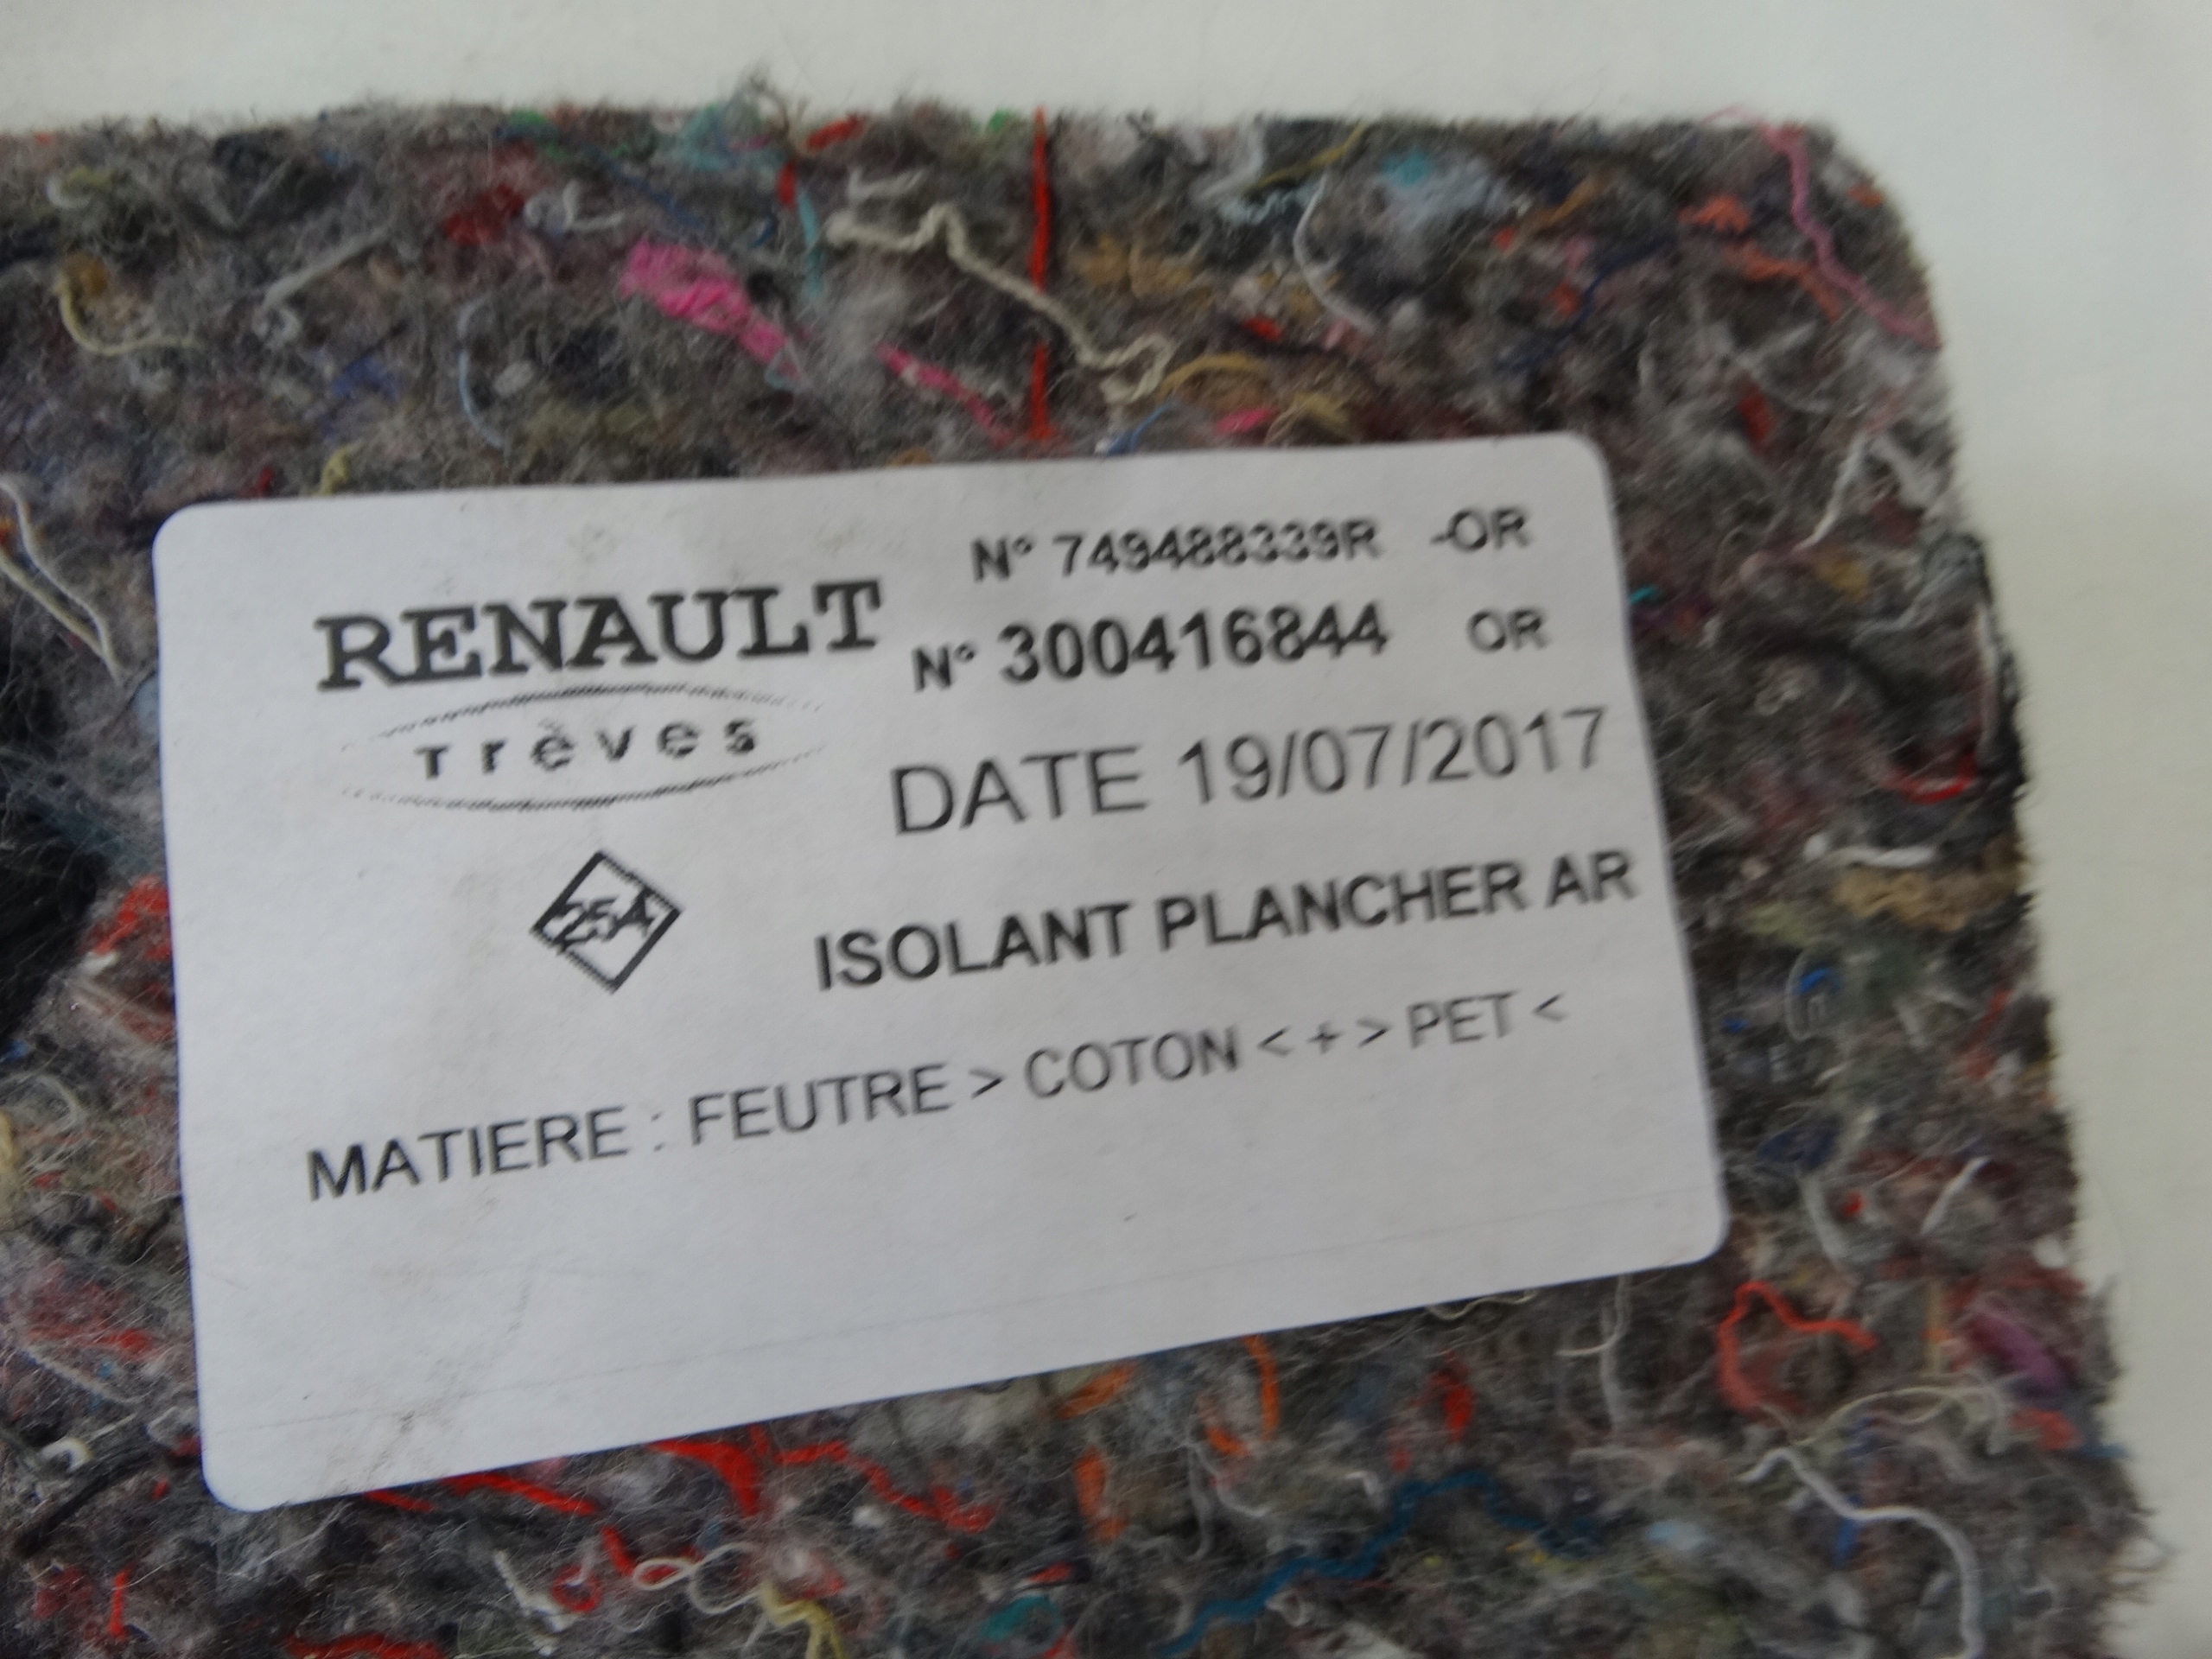 RENAULT
Trèves
25A
N° 749488339R -OR
N° 300416844 OR
DATE 19/07/2017
ISOLANT PLANCHER AR
MATIERE : FEUTRE > COTON < + > PET <